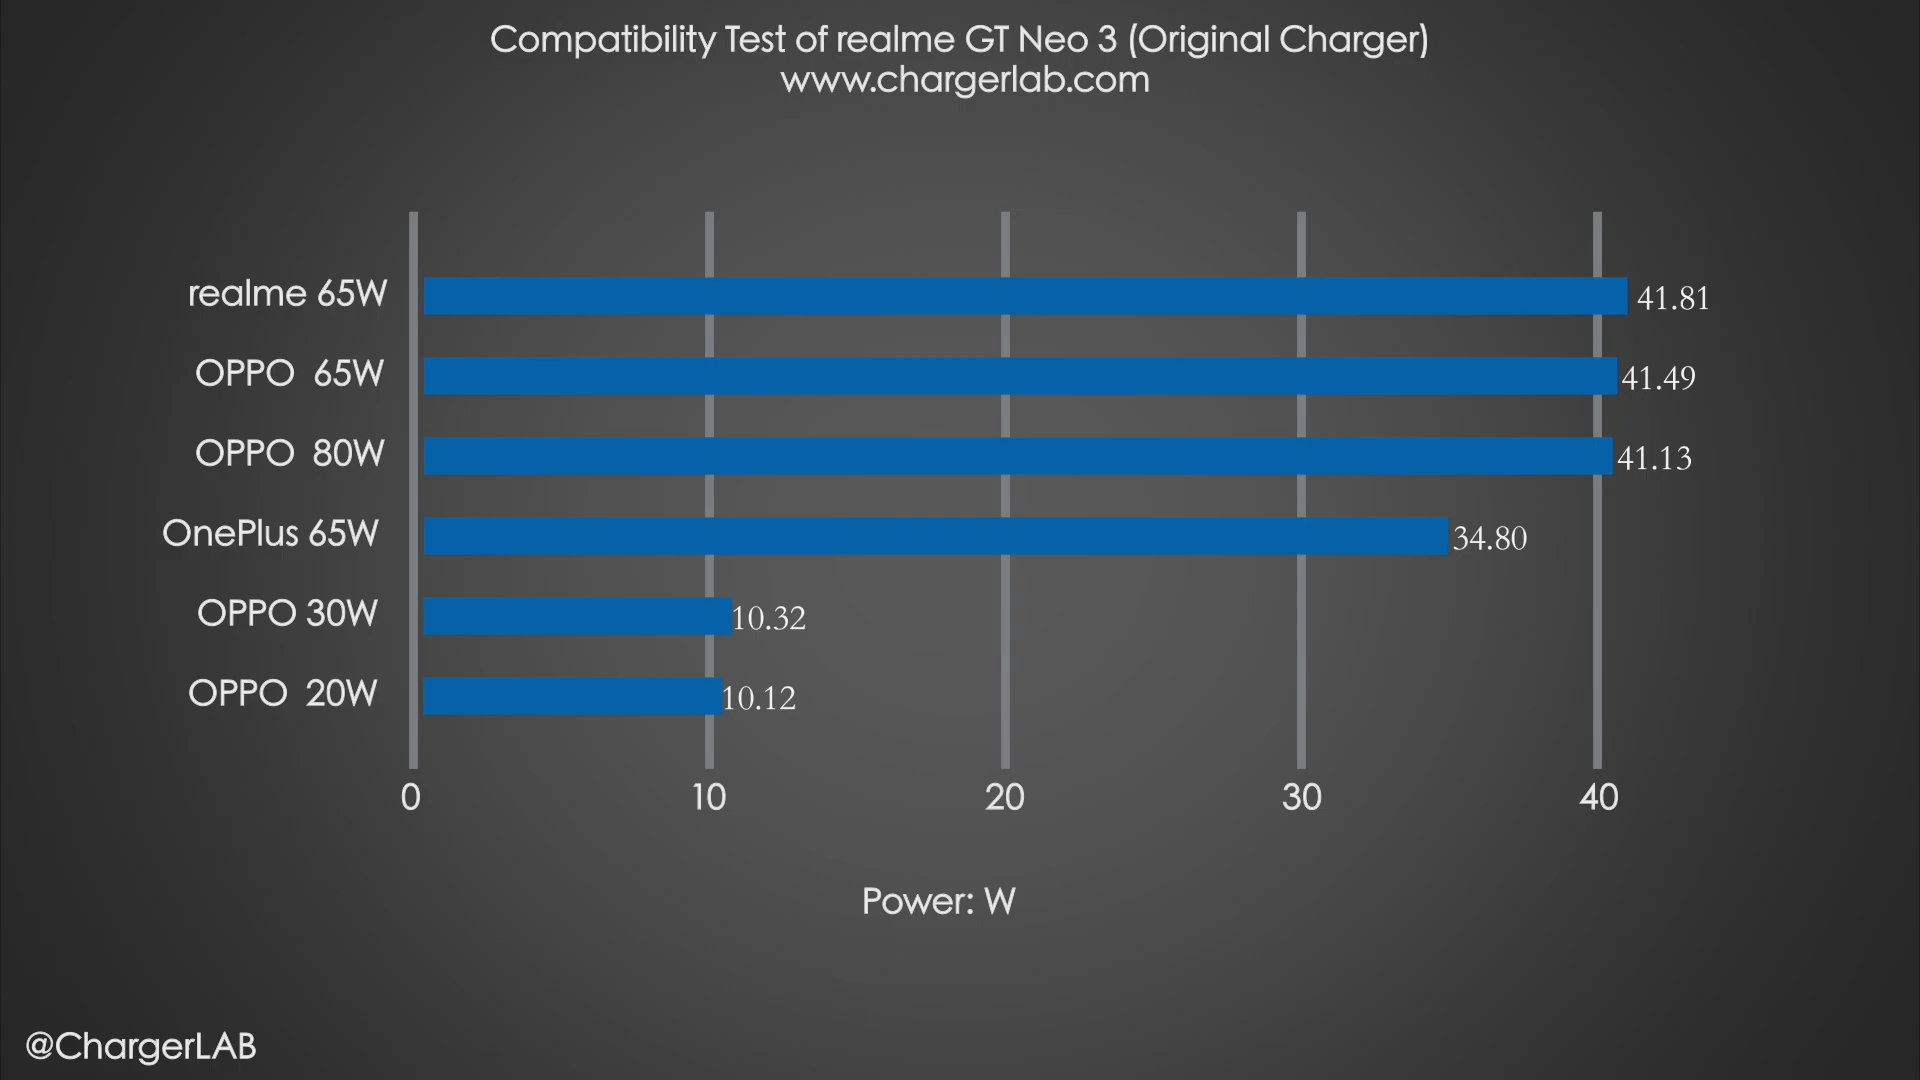 Compatibility Test of realme GT Neo 3 (Original Charger)
www.chargerlab.com
realme 65W 41.81
OPPO 65W 41.49
OPPO 80W 41.13
OnePlus 65W 34.80
OPPO 30W 10.32
OPPO 20W 10.12
0 10 20 30 40
Power: W
@ChargerLAB